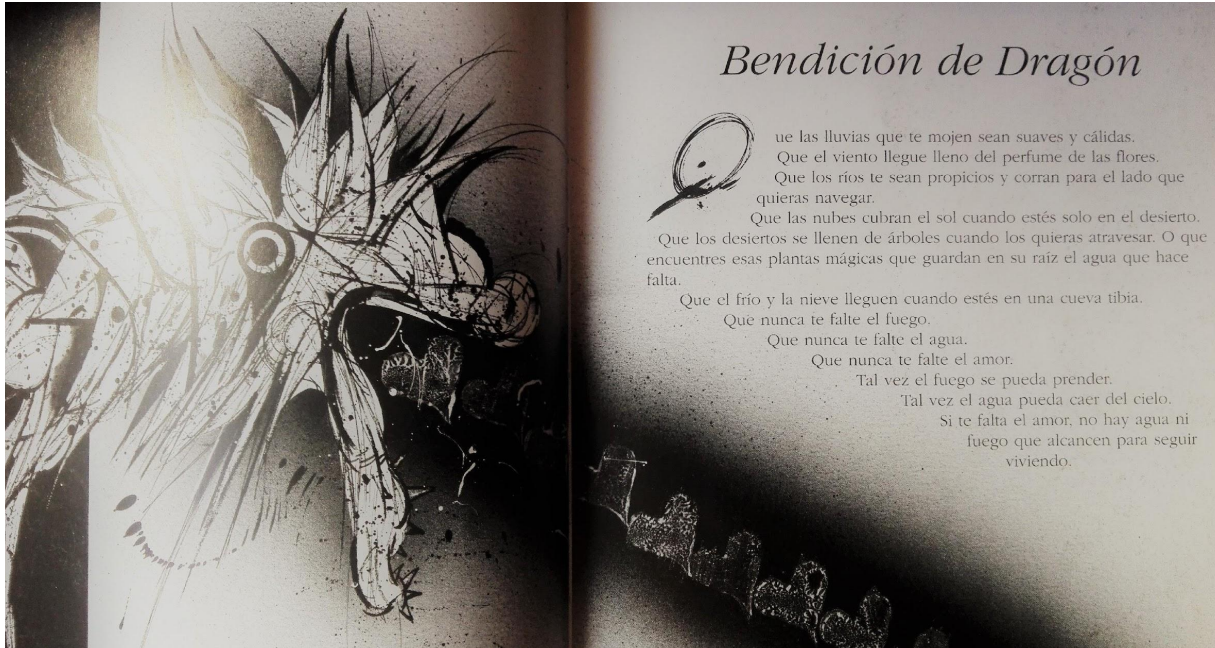 Bendición de Dragón
Que las lluvias que te mojen sean suaves y cálidas.
Que el viento llegue lleno del perfume de las flores.
Que los ríos te sean propicios y corran para el lado que
quieras navegar.
Que las nubes cubran el sol cuando estés solo en el desierto.
Que los desiertos se llenen de árboles cuando los quieras atravesar. O que
encuentres esas plantas mágicas que guardan en su raíz el agua que hace
falta.
Que el frío y la nieve lleguen cuando estés en una cueva tibia.
Que nunca te falte el fuego.
Que nunca te falte el agua.
Que nunca te falte el amor.
Tal vez el fuego se pueda prender.
Tal vez el agua pueda caer del cielo.
Si te falta el amor, no hay agua ni
fuego que alcancen para seguir
viviendo.